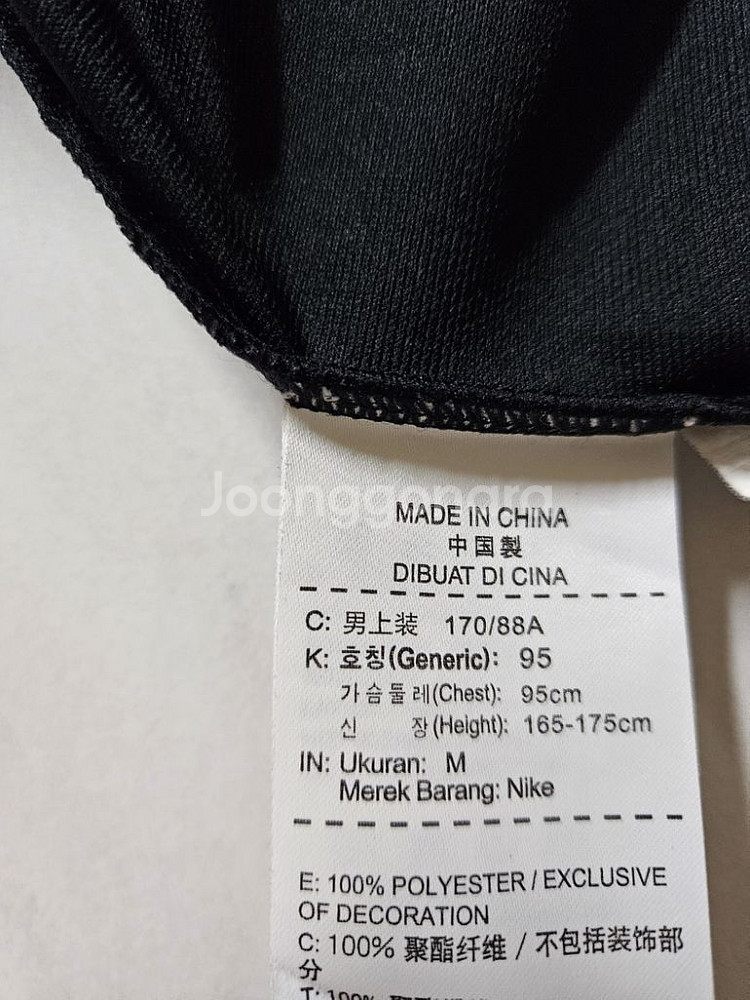 Joonggonara
MADE IN CHINA
中国製
DIBUAT DI CINA
C: 男上装 170/88A
K: 호칭(Generic): 95
가슴둘레(Chest): 95cm
신 장(Height): 165-175cm
IN: Ukuran: M
Merek Barang: Nike
E: 100% POLYESTER / EXCLUSIVE
OF DECORATION
C: 100% 聚酯纤维 / 不包括装饰部
分
T: 100%